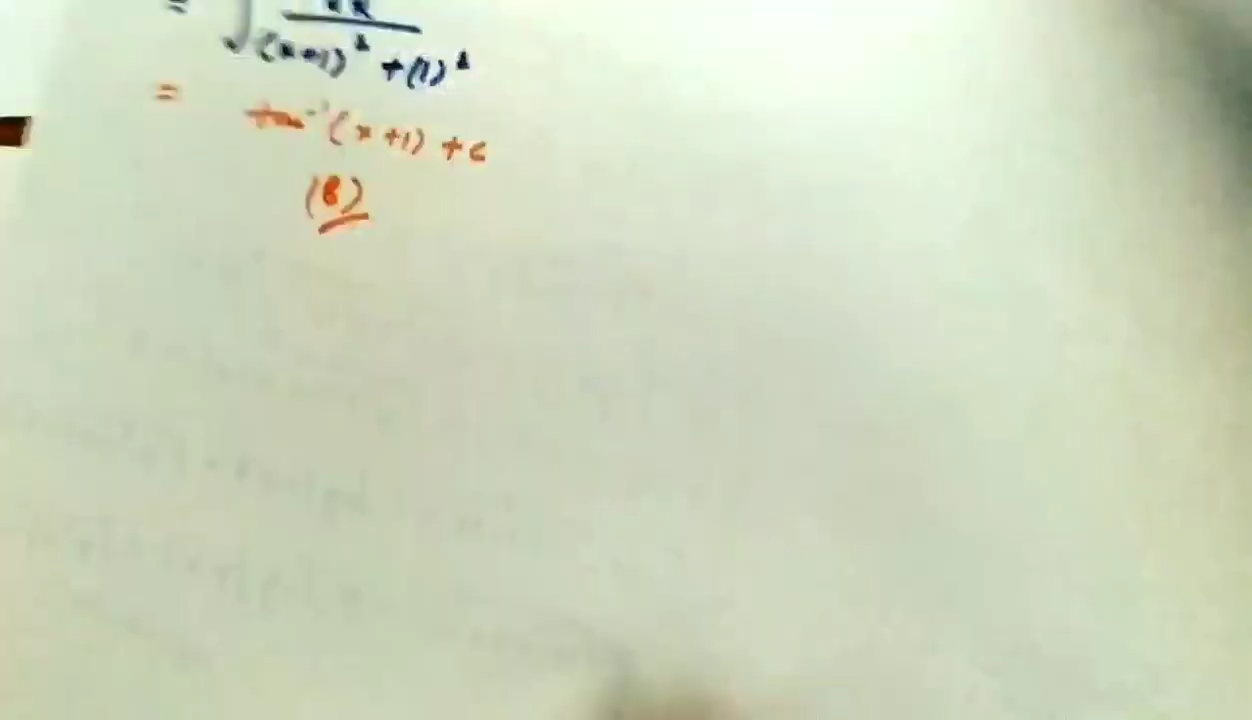 = ∫ dx / (x+1)² + (1)²
= tan⁻¹(x+1) + c
(B)